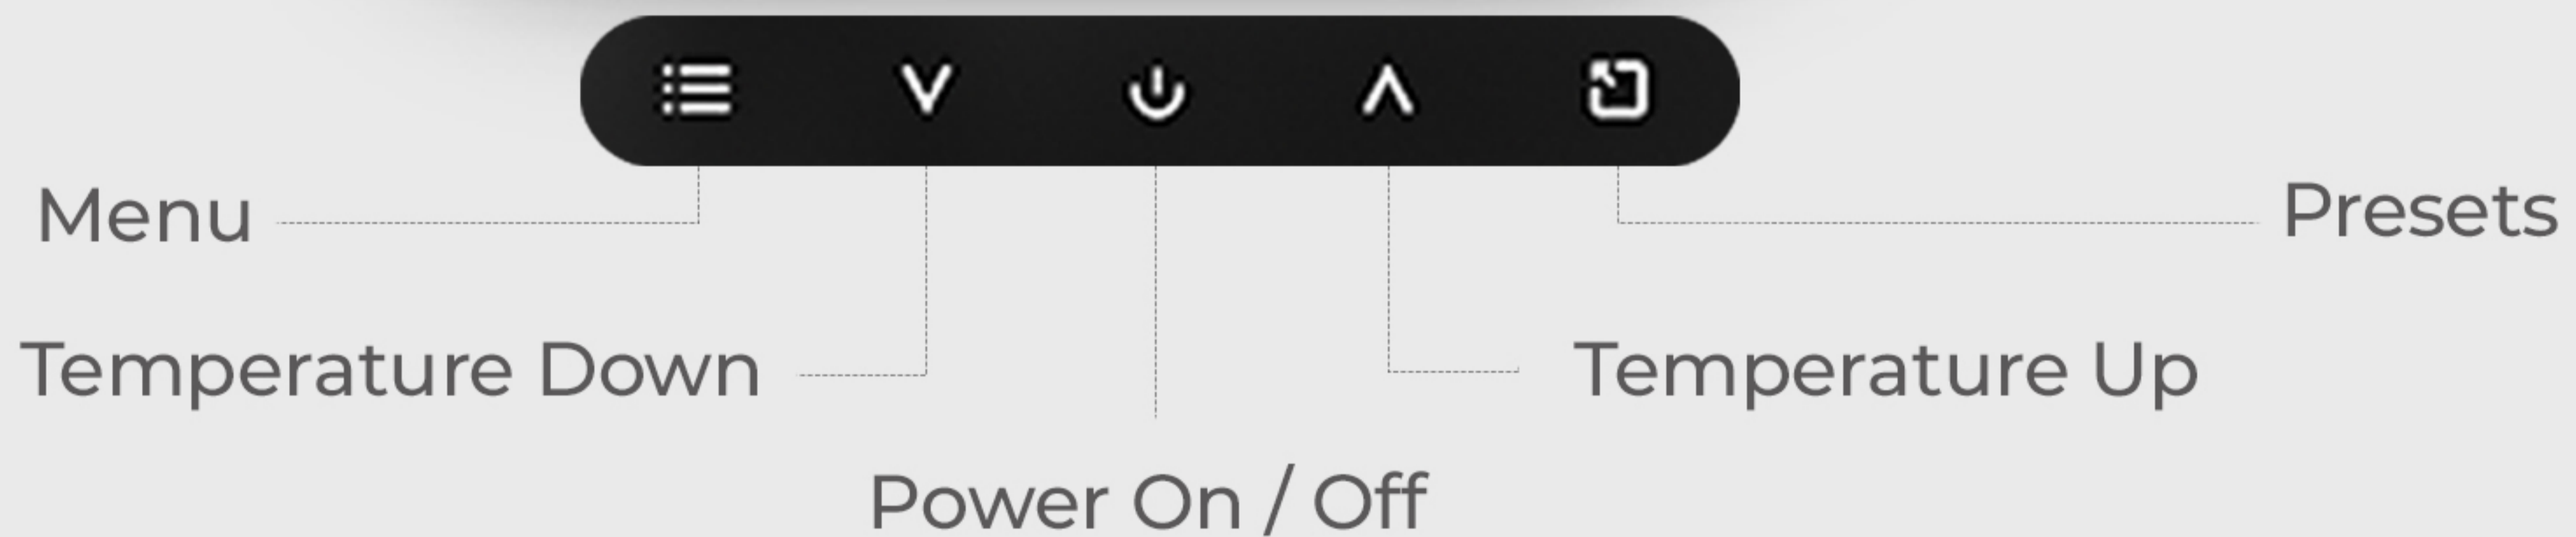 Menu
Presets
Temperature Down
Temperature Up
Power On / Off